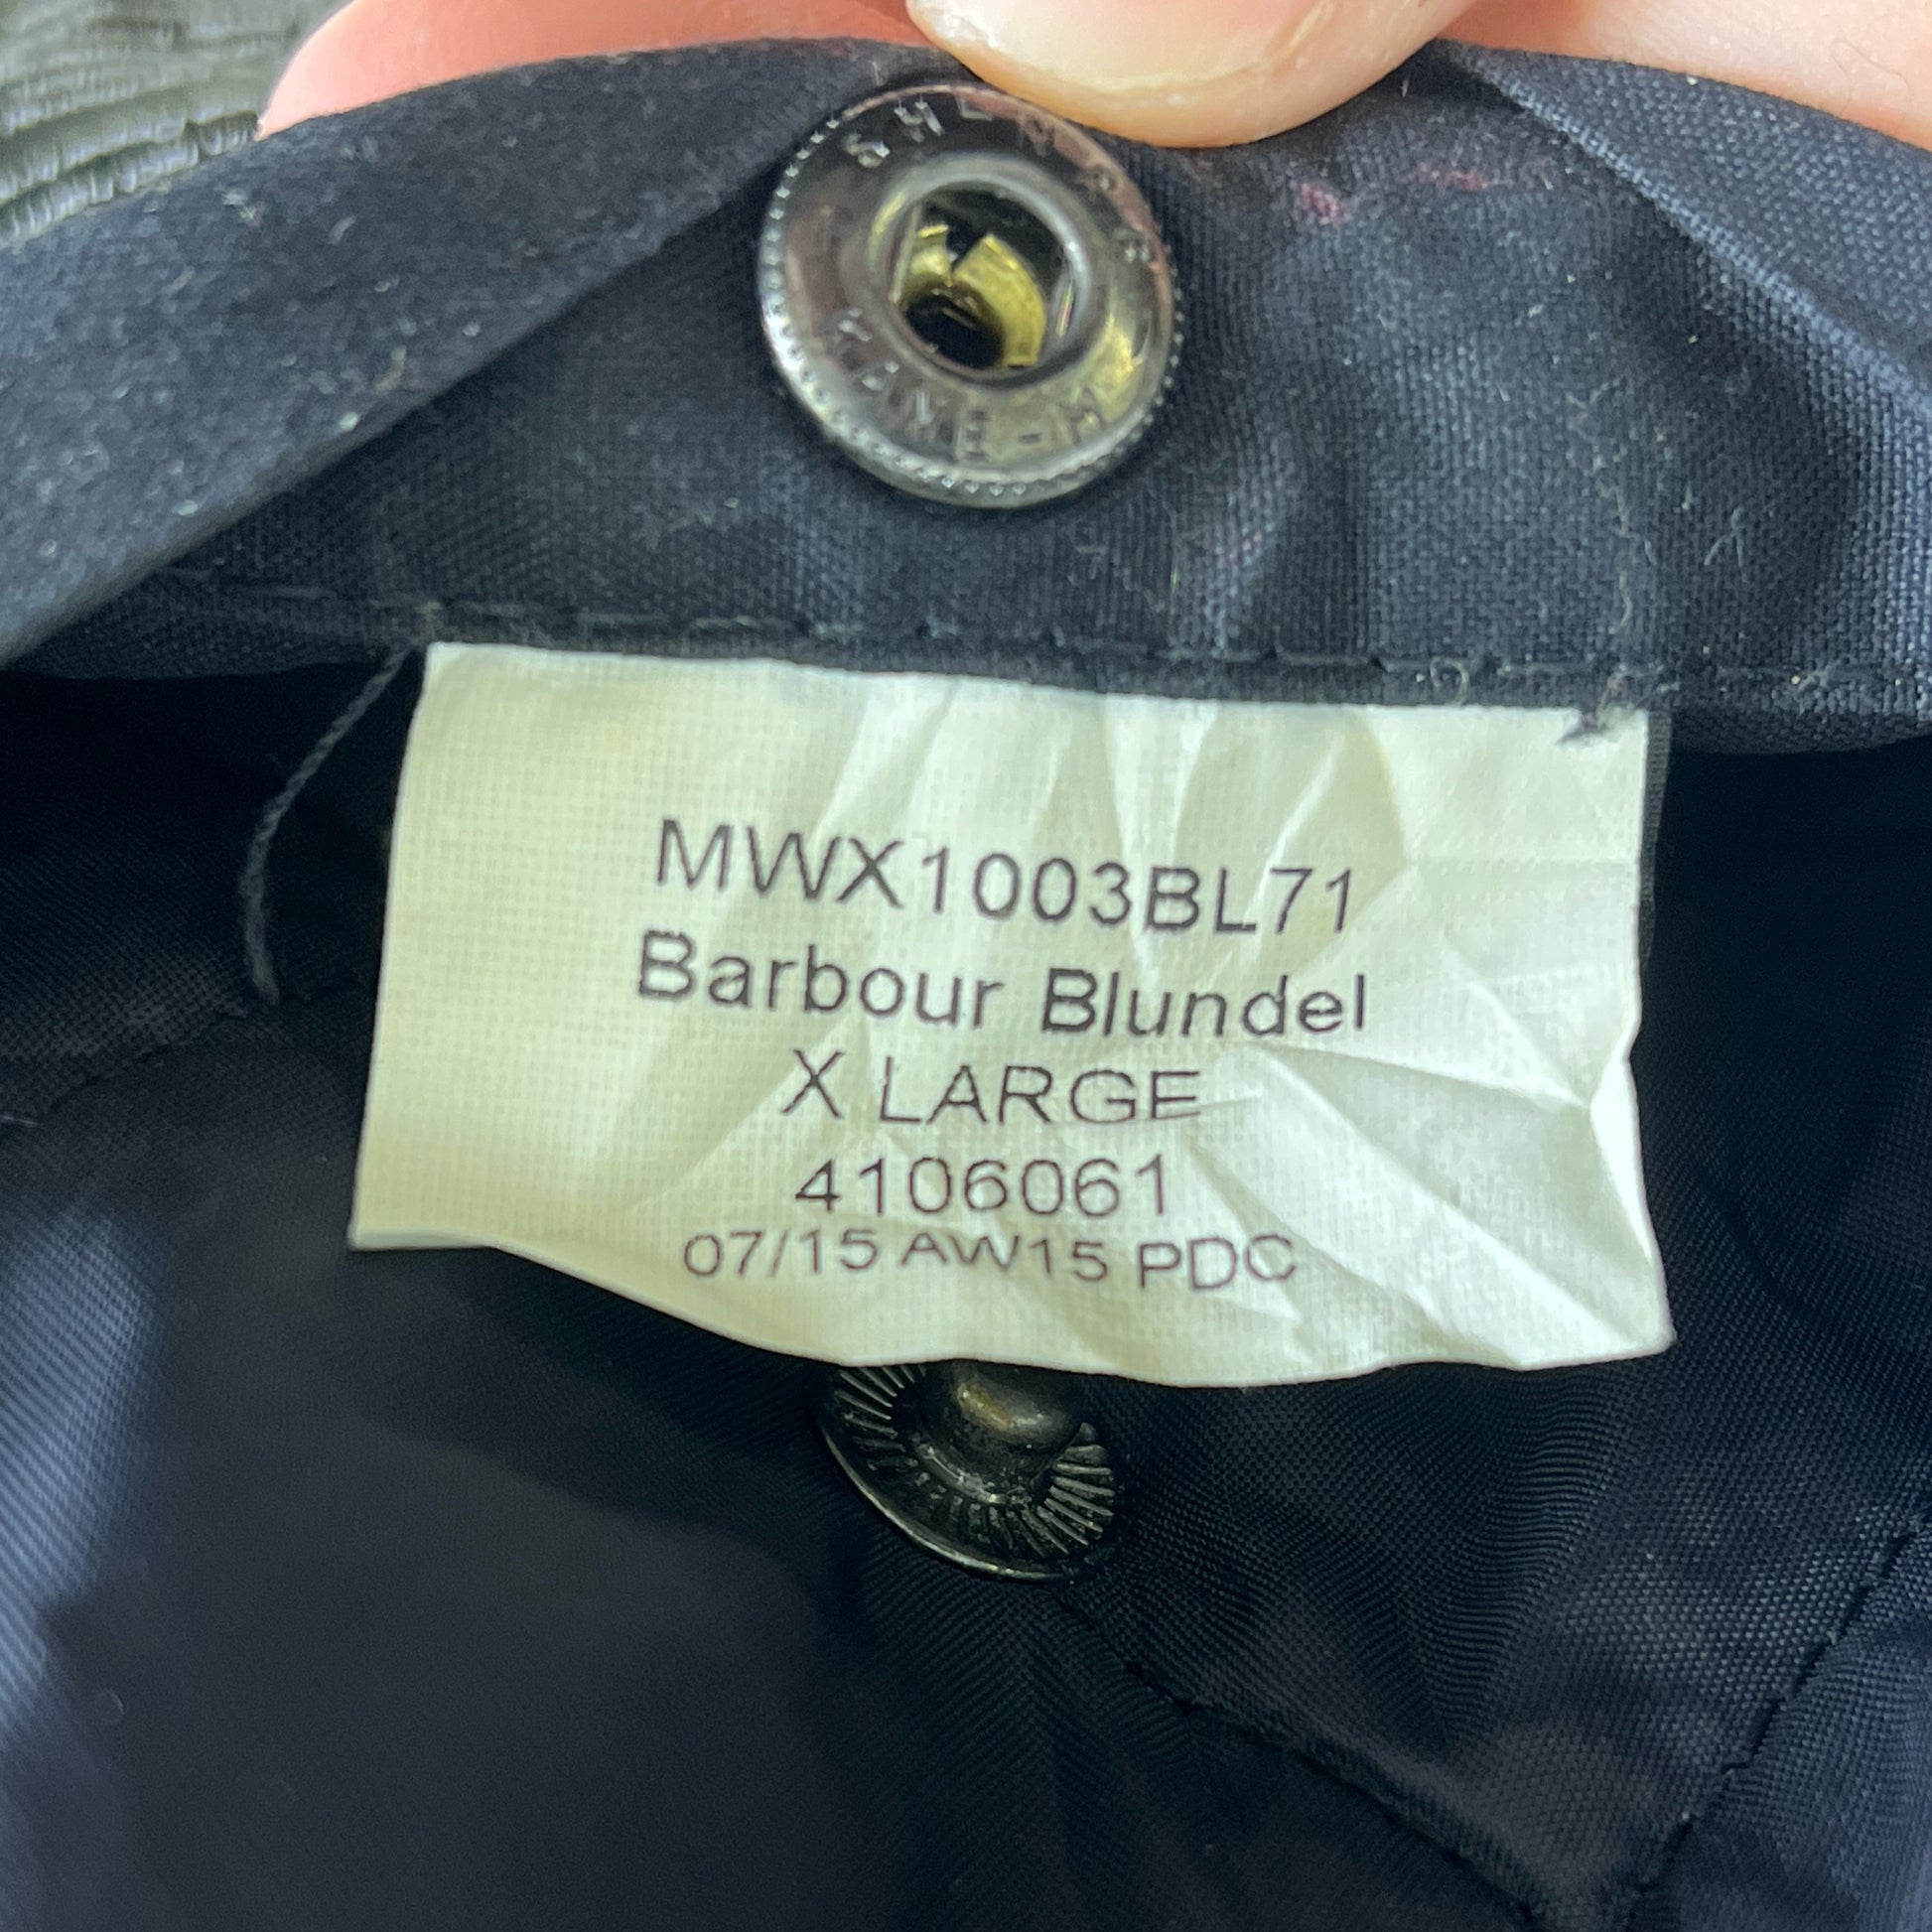 MWX1003BL71
Barbour Blundel
X LARGE
4106061
07/15 AW15 PDC